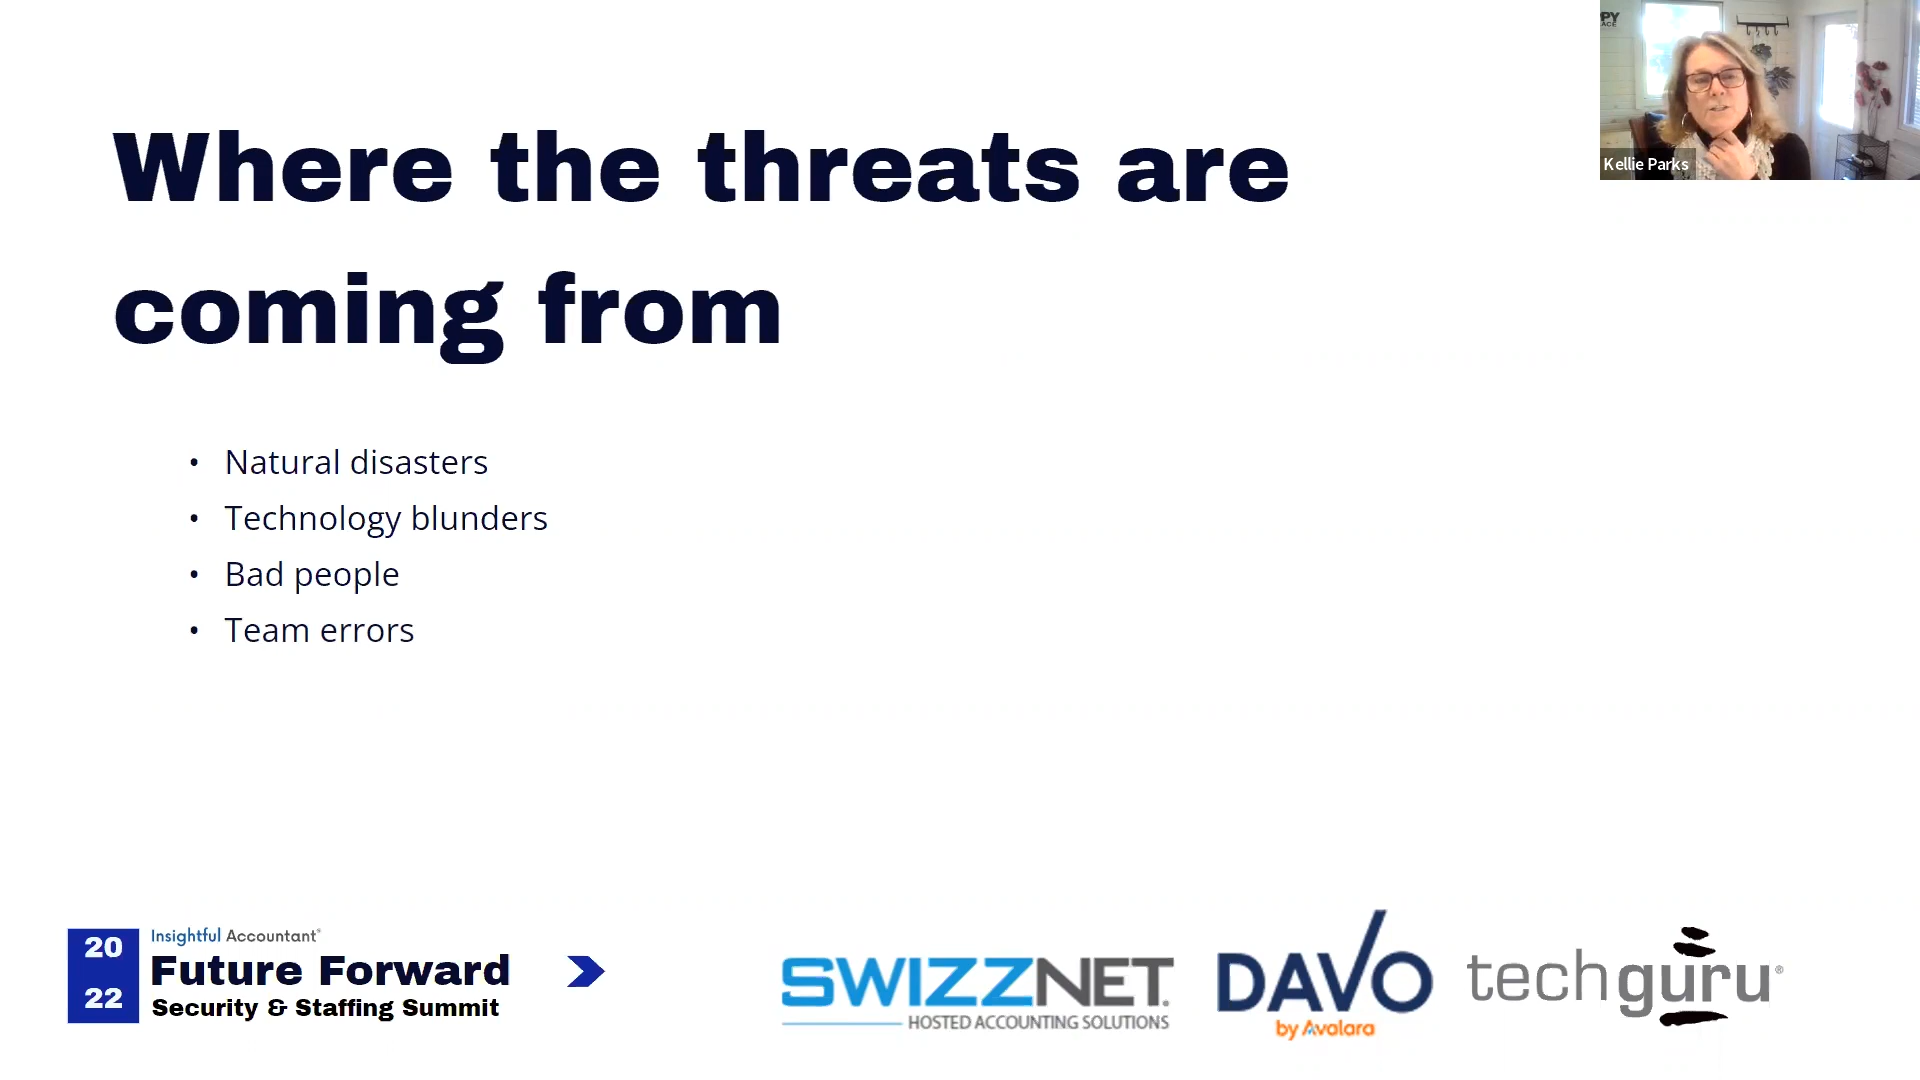 Where the threats are
coming from
• Natural disasters
• Technology blunders
• Bad people
• Team errors
PY
Kellie Parks
20
22
Insightful Accountant®
Future Forward
Security & Staffing Summit
SWIZZNET.
HOSTED ACCOUNTING SOLUTIONS
DAVO
by Avalara
techguru®